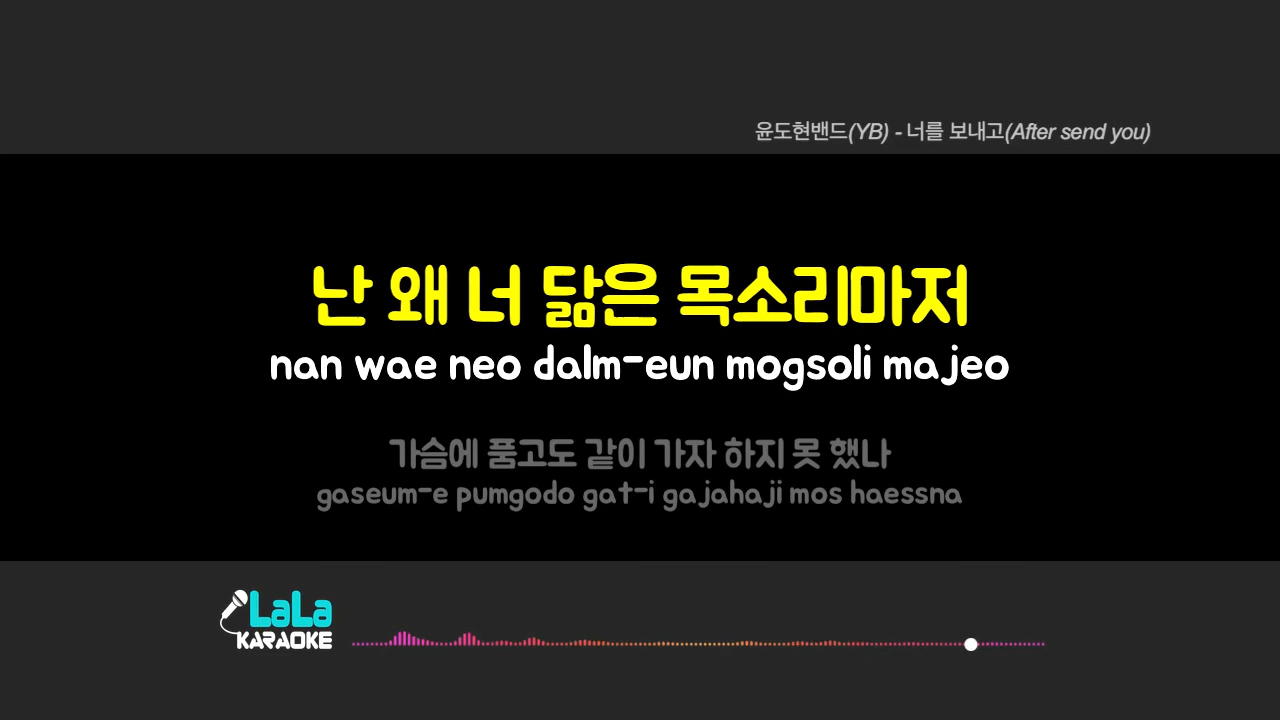 윤도현밴드(YB) - 너를 보내고(After send you)
난 왜 너 닮은 목소리마저
nan wae neo dalm-eun mogsoli majeo
가슴에 품고도 같이 가자 하지 못 했나
gaseum-e pumgodo gat-i gajahaji mos haessna
LaLa
KARAOKE